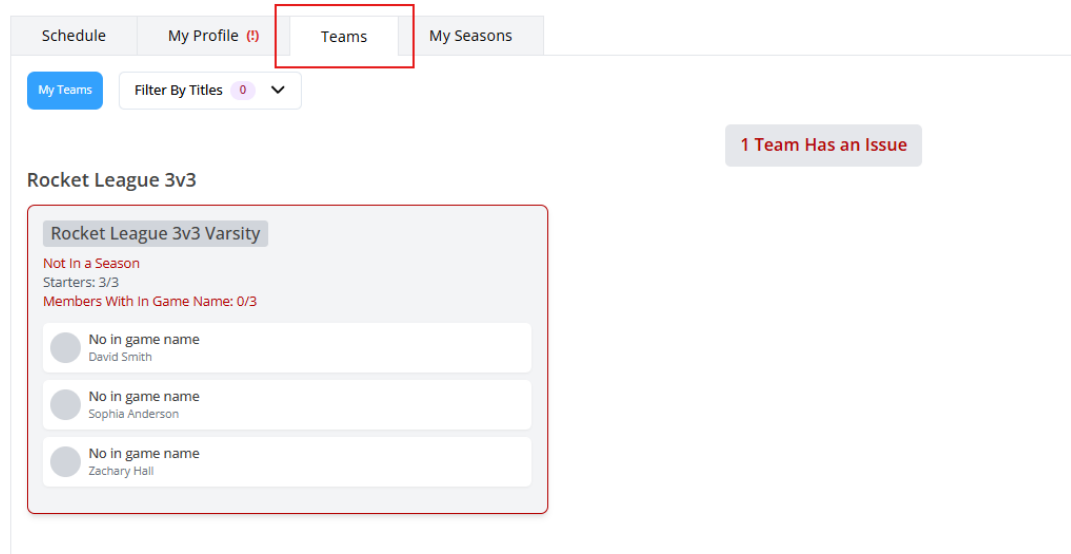 Schedule My Profile (!) Teams My Seasons
My Teams Filter By Titles 0
1 Team Has an Issue
Rocket League 3v3
Rocket League 3v3 Varsity
Not In a Season
Starters: 3/3
Members With In Game Name: 0/3
No in game name
David Smith
No in game name
Sophia Anderson
No in game name
Zachary Hall